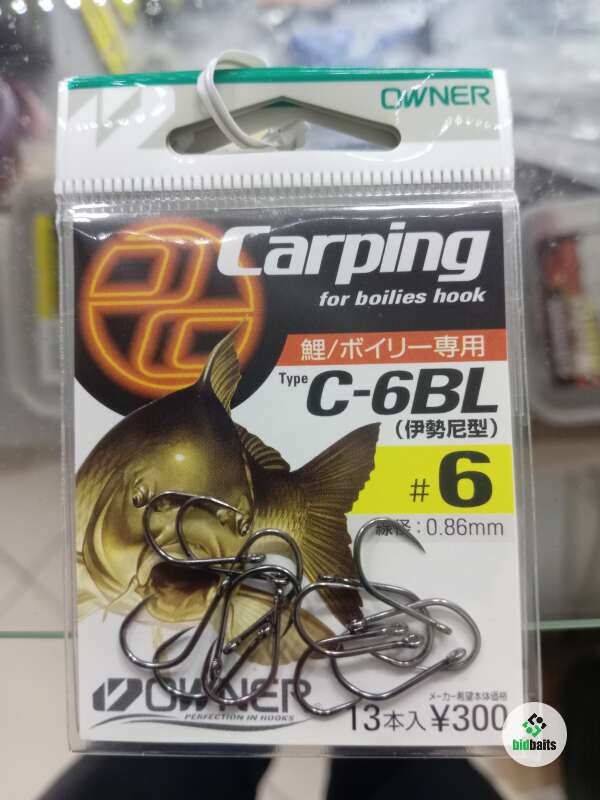 OWNER
Carping
for boilies hook
鯉/ボイリー専用
Type C-6BL
(伊勢尼型)
#6
線径:0.86mm
OWNER
PERFECTION IN HOOKS
メーカー希望本体価格
13本入 ¥300
bidbaits